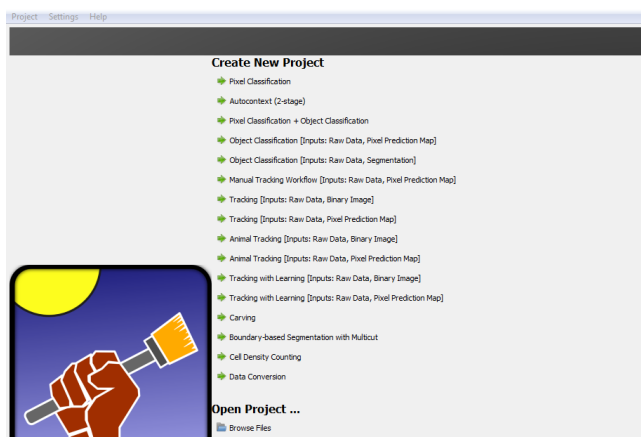 Project Settings Help
Create New Project
Pixel Classification
Autocontext (2-stage)
Pixel Classification + Object Classification
Object Classification [Inputs: Raw Data, Pixel Prediction Map]
Object Classification [Inputs: Raw Data, Segmentation]
Manual Tracking Workflow [Inputs: Raw Data, Pixel Prediction Map]
Tracking [Inputs: Raw Data, Binary Image]
Tracking [Inputs: Raw Data, Pixel Prediction Map]
Animal Tracking [Inputs: Raw Data, Binary Image]
Animal Tracking [Inputs: Raw Data, Pixel Prediction Map]
Tracking with Learning [Inputs: Raw Data, Binary Image]
Tracking with Learning [Inputs: Raw Data, Pixel Prediction Map]
Carving
Boundary-based Segmentation with Multicut
Cell Density Counting
Data Conversion
Open Project ...
Browse Files